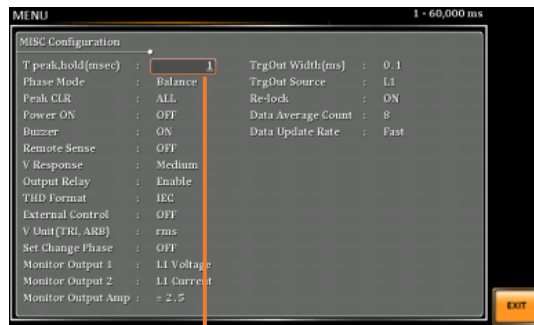 MENU 1 - 60,000 ms
MISC Configuration
T peak,hold(msec) : 1
Phase Mode : Balance
Peak CLR : ALL
Power ON : OFF
Buzzer : ON
Remote Sense : OFF
V Response : Medium
Output Relay : Enable
THD Format : IEC
External Control : OFF
V Unit(TRI, ARB) : rms
Set Change Phase : OFF
Monitor Output 1 : L1 Voltage
Monitor Output 2 : L1 Current
Monitor Output Amp : ± 2.5
TrgOut Width(ms) : 0.1
TrgOut Source : L1
Re-lock : ON
Data Average Count : 8
Data Update Rate : Fast
EXIT